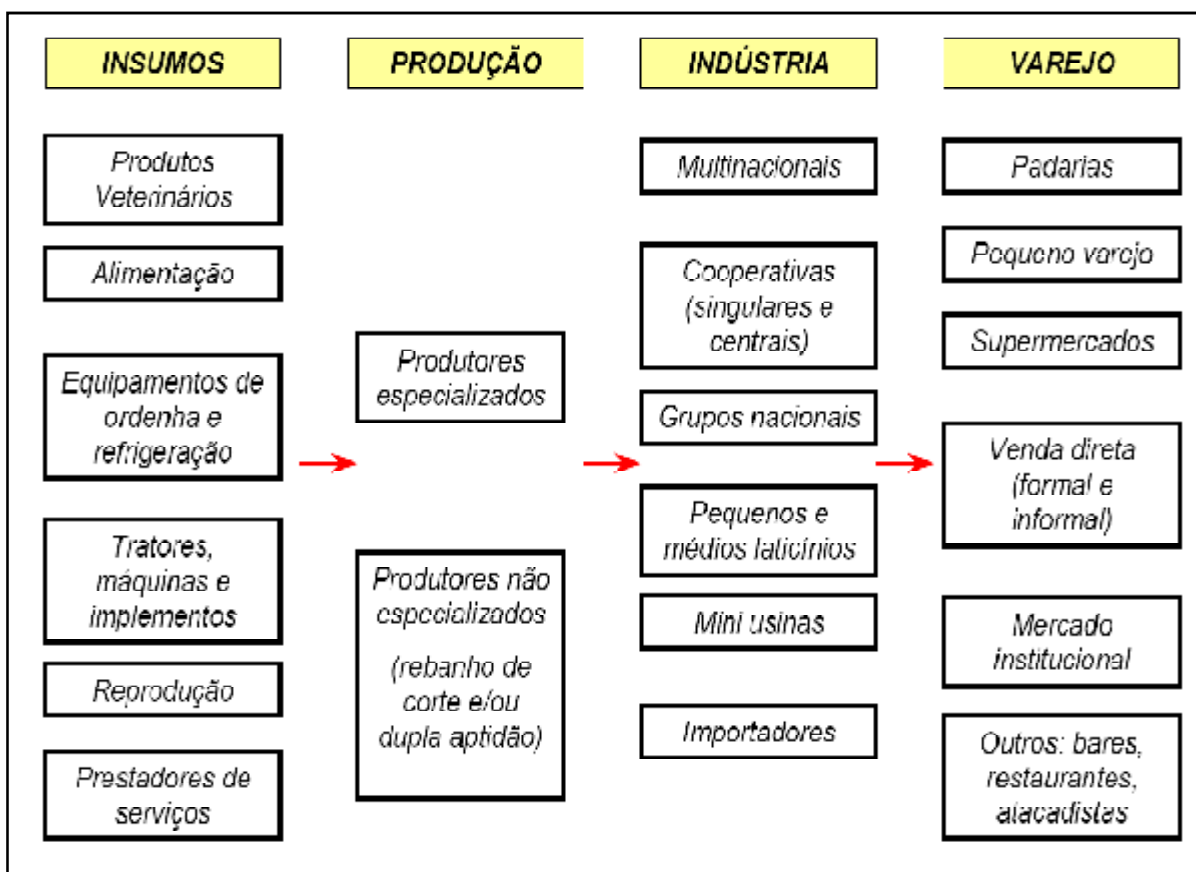 INSUMOS
Produtos
Veterinários
Alimentação
Equipamentos de
ordenha e
refrigeração
Tratores,
máquinas e
implementos
Reprodução
Prestadores de
serviços
PRODUÇÃO
Produtores
especializados
Produtores não
especializados
(rebanho de
corte e/ou
dupla aptidão)
INDÚSTRIA
Multinacionais
Cooperativas
(singulares e
centrais)
Grupos nacionais
Pequenos e
médios laticínios
Mini usinas
Importadores
VAREJO
Padarias
Pequeno varejo
Supermercados
Venda direta
(formal e
informal)
Mercado
institucional
Outros: bares,
restaurantes,
atacadistas